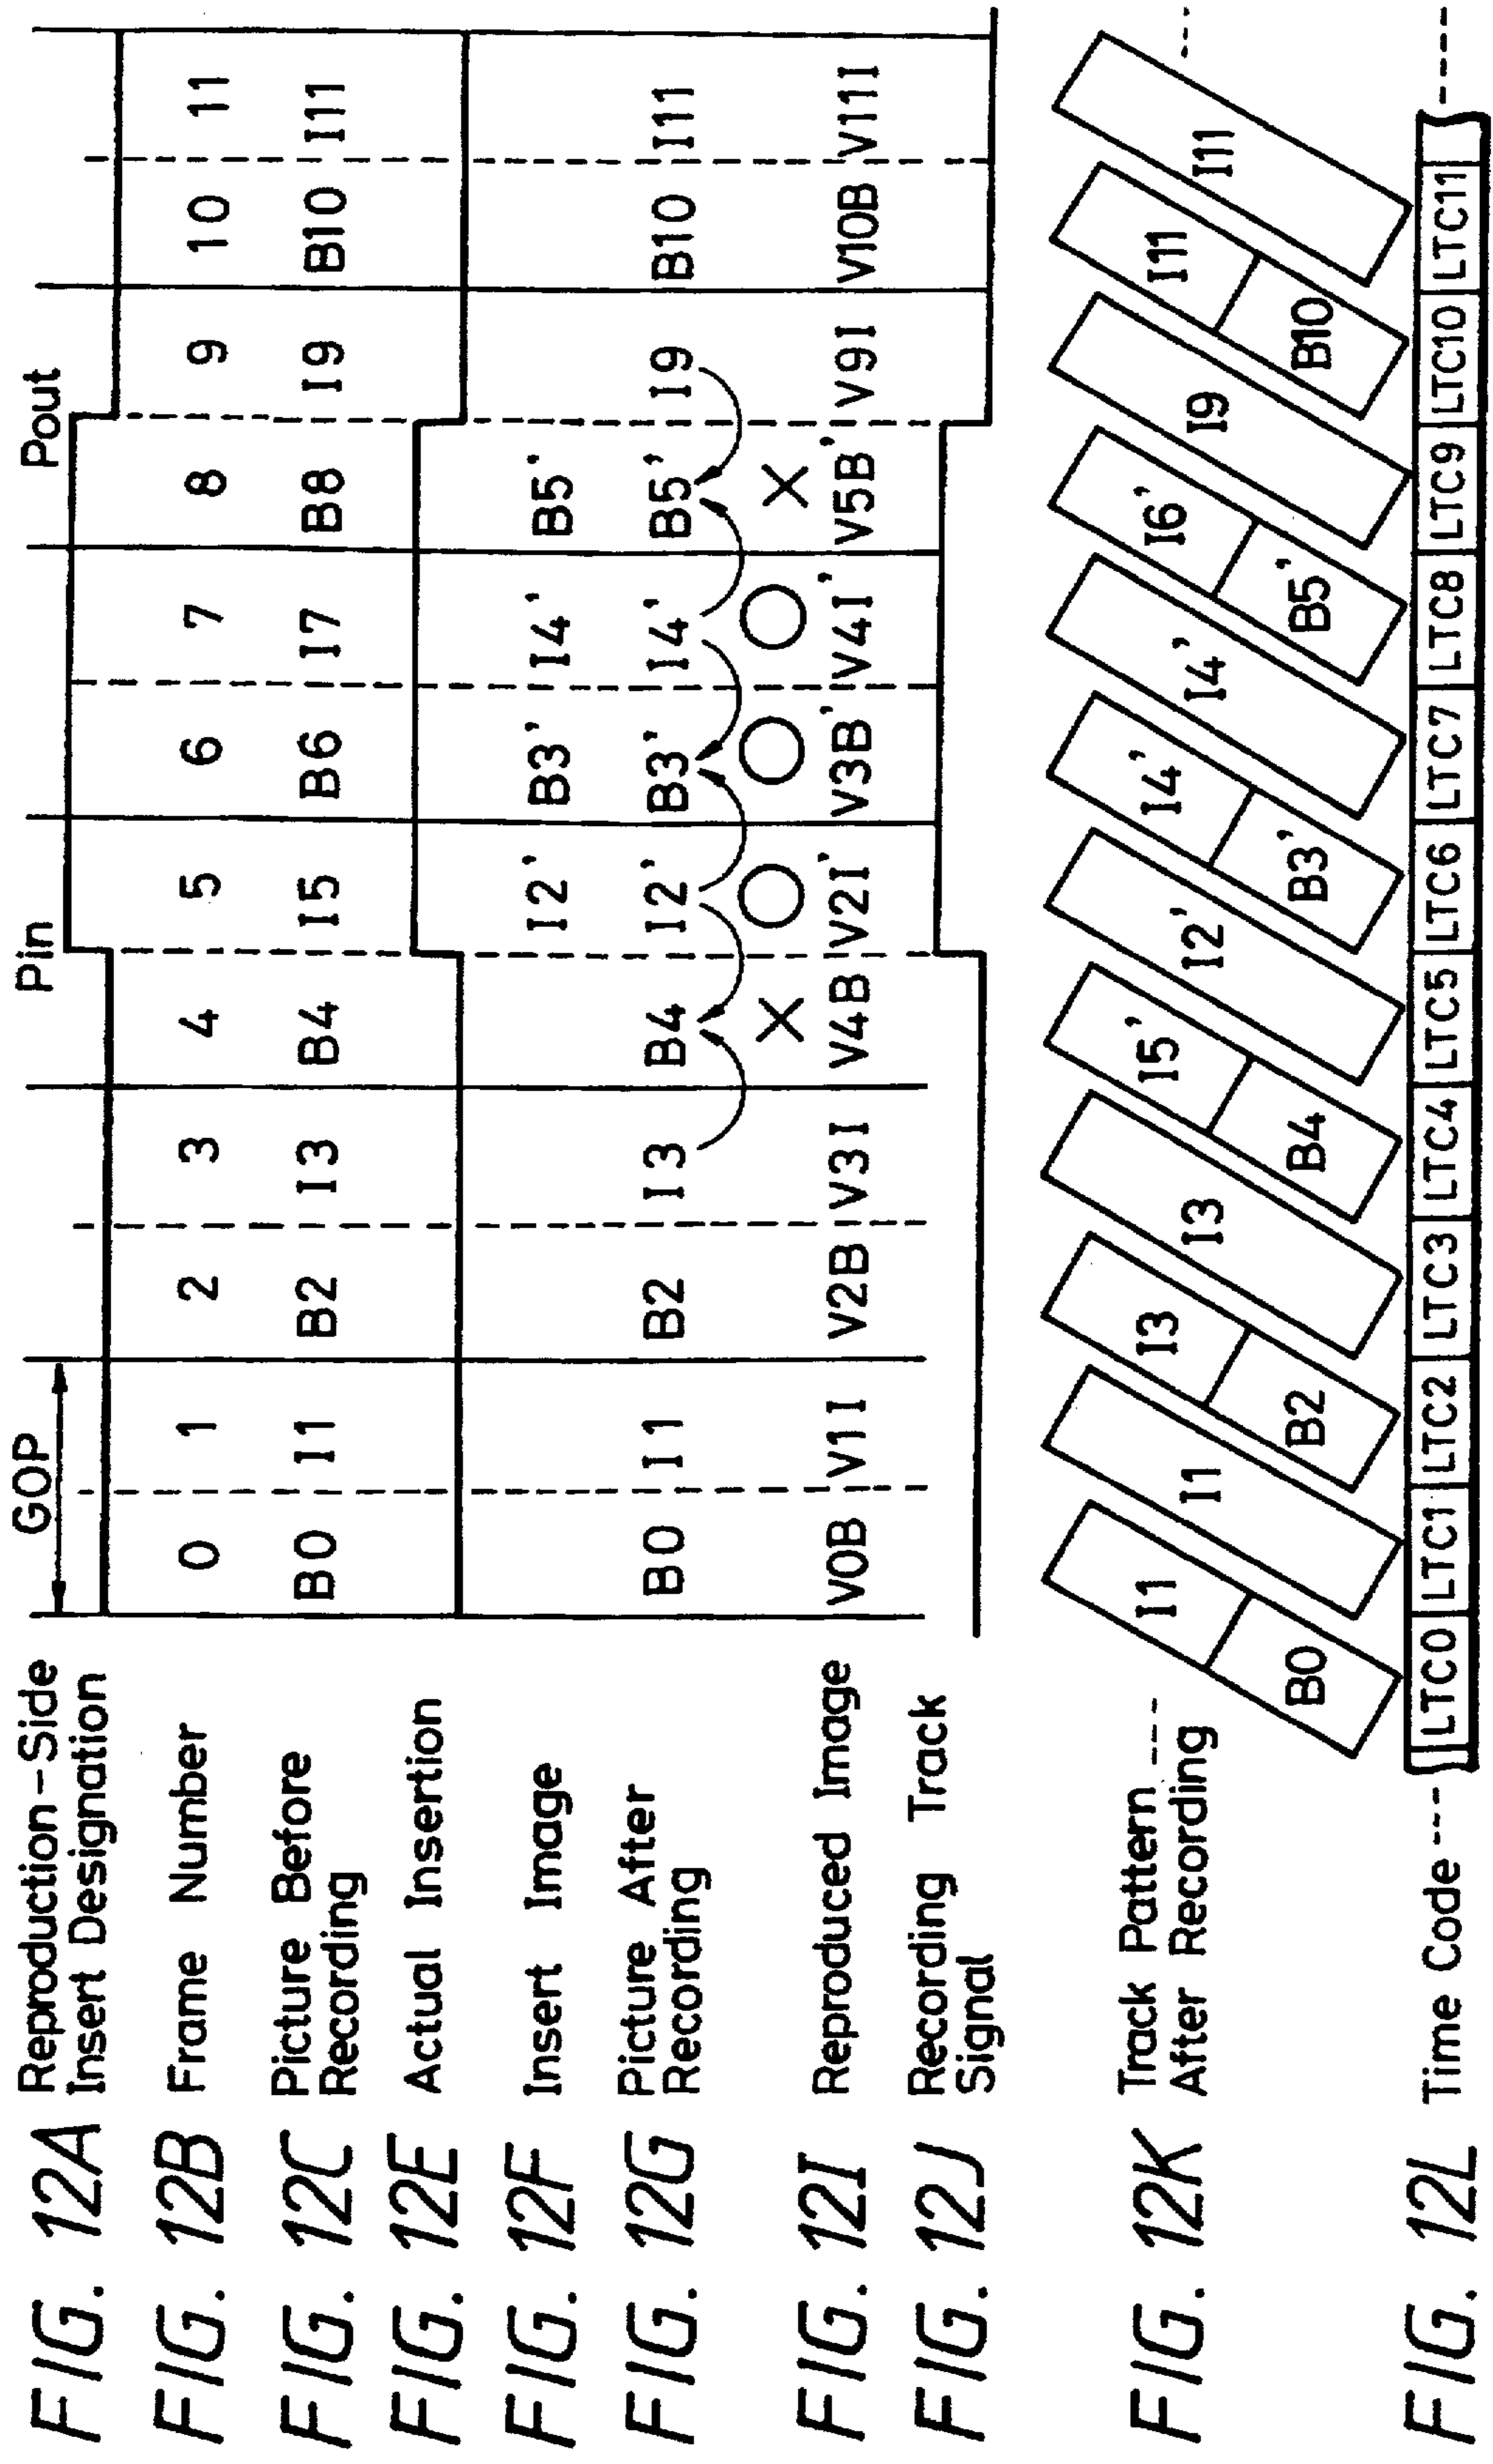 FIG. 12A Reproduction-Side Insert Designation
GOP Pin Pout
FIG. 12B Frame Number 0 1 2 3 4 5 6 7 8 9 10 11
FIG. 12C Picture Before Recording B0 I1 B2 I3 B4 I5 B6 I7 B8 I9 B10 I11
FIG. 12E Actual Insertion
FIG. 12F Insert Image I2' B3' I4' B5'
FIG. 12G Picture After Recording B0 I1 B2 I3 B4 I2' B3' I4' B5' I9 B10 I11
× ○ ○ ○ ×
FIG. 12I Reproduced Image V0B V1I V2B V3I V4B V2I' V3B' V4I' V5B' V9I V10B V11I
FIG. 12J Recording Track Signal
FIG. 12K Track Pattern --- After Recording
I1 I3 I5' I4' I6' I11 ---
I1 I3 I2' I4' I9 I11
B0 B2 B4 B3' B5' B10
FIG. 12L Time Code --- LTC0 LTC1 LTC2 LTC3 LTC4 LTC5 LTC6 LTC7 LTC8 LTC9 LTC10 LTC11 ----